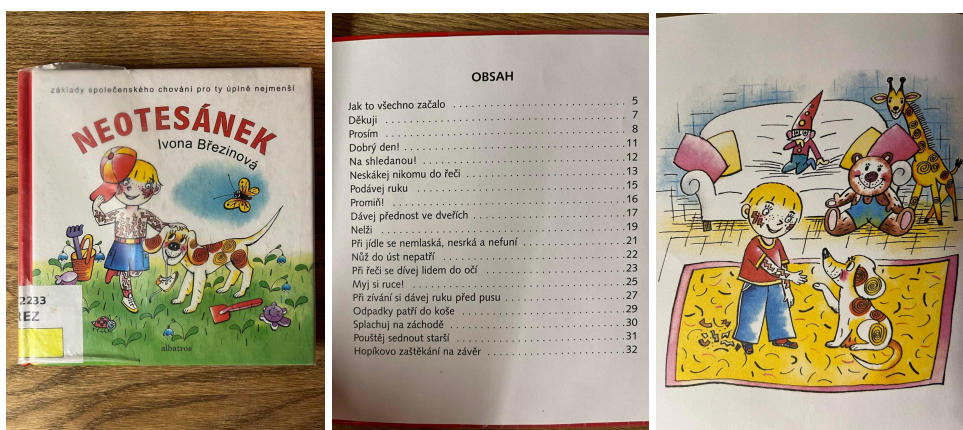 základy společenského chování pro ty úplně nejmenší
NEOTESÁNEK
Ivona Březinová
2233
albatros
OBSAH
Jak to všechno začalo 5
Děkuji 7
Prosím 8
Dobrý den! 11
Na shledanou! 12
Neskákej nikomu do řeči 13
Podávej ruku 15
Promiň! 16
Dávej přednost ve dveřích 17
Nelži 19
Při jídle se nemlaská, nesrká a nefuní 21
Nůž do úst nepatří 22
Při řeči se dívej lidem do očí 23
Myj si ruce! 25
Při zívání si dávej ruku před pusu 27
Odpadky patří do koše 29
Splachuj na záchodě 30
Pouštěj sednout starší 31
Hopíkovo zaštěkání na závěr 32